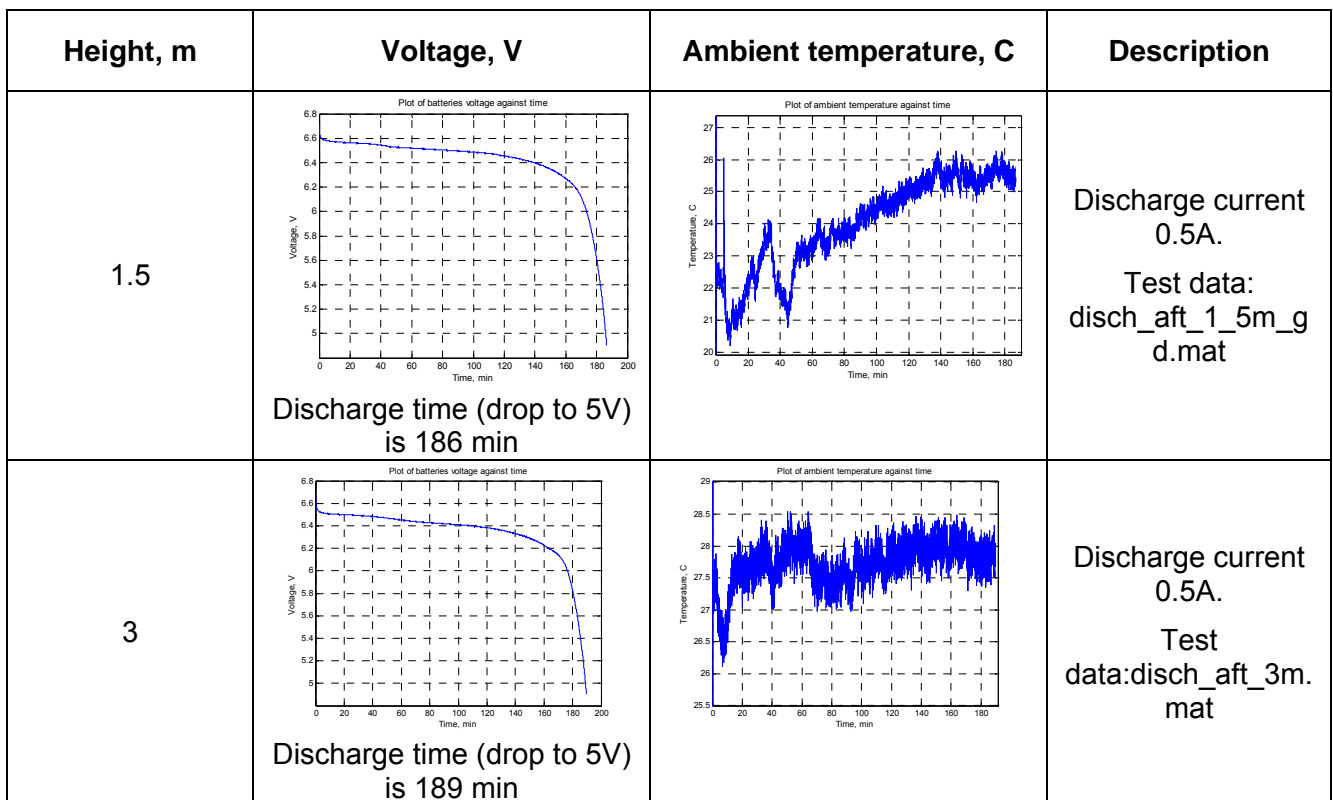 Height, m
Voltage, V
Ambient temperature, C
Description
1.5
Plot of batteries voltage against time
6.8
6.6
6.4
6.2
6
5.8
5.6
5.4
5.2
5
Voltage, V
0 20 40 60 80 100 120 140 160 180 200
Time, min
Discharge time (drop to 5V)
is 186 min
Plot of ambient temperature against time
27
26
25
24
23
22
21
20
Temperature, C
0 20 40 60 80 100 120 140 160 180
Time, min
Discharge current
0.5A.
Test data:
disch_aft_1_5m_g
d.mat
3
Plot of batteries voltage against time
6.8
6.6
6.4
6.2
6
5.8
5.6
5.4
5.2
5
Voltage, V
0 20 40 60 80 100 120 140 160 180 200
Time, min
Discharge time (drop to 5V)
is 189 min
Plot of ambient temperature against time
29
28.5
28
27.5
27
26.5
26
25.5
Temperature, C
0 20 40 60 80 100 120 140 160 180
Time, min
Discharge current
0.5A.
Test
data:disch_aft_3m.
mat